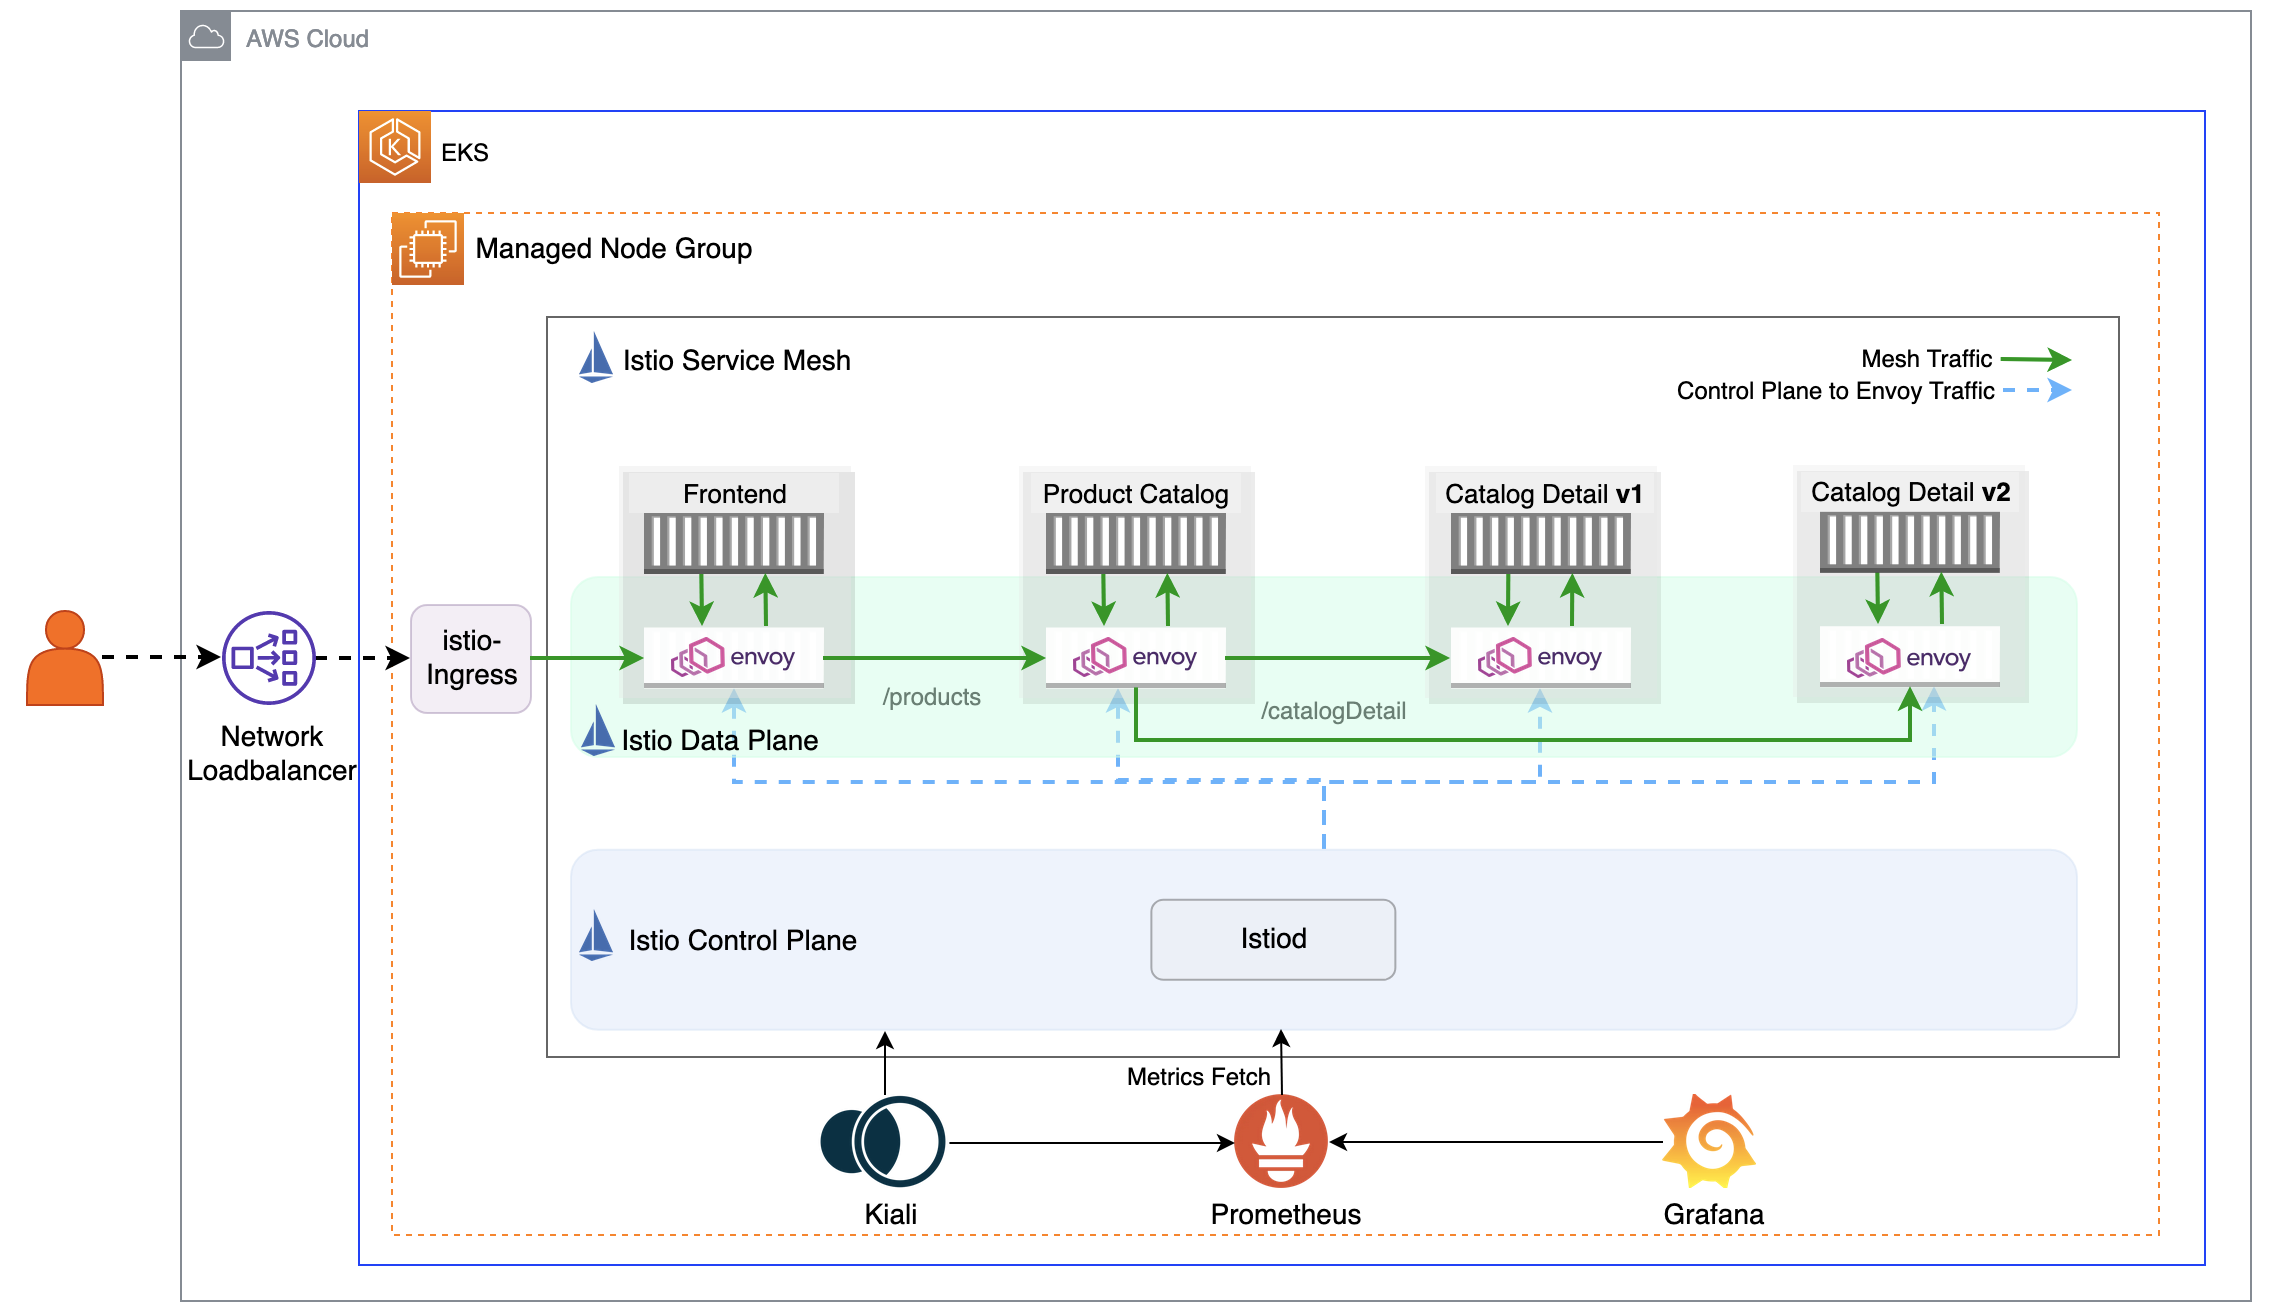 AWS Cloud
EKS
Managed Node Group
Istio Service Mesh
Mesh Traffic
Control Plane to Envoy Traffic
Frontend
Product Catalog
Catalog Detail v1
Catalog Detail v2
istio-
Ingress
envoy
envoy
envoy
envoy
/products
/catalogDetail
Network
Loadbalancer
Istio Data Plane
Istio Control Plane
Istiod
Metrics Fetch
Kiali
Prometheus
Grafana